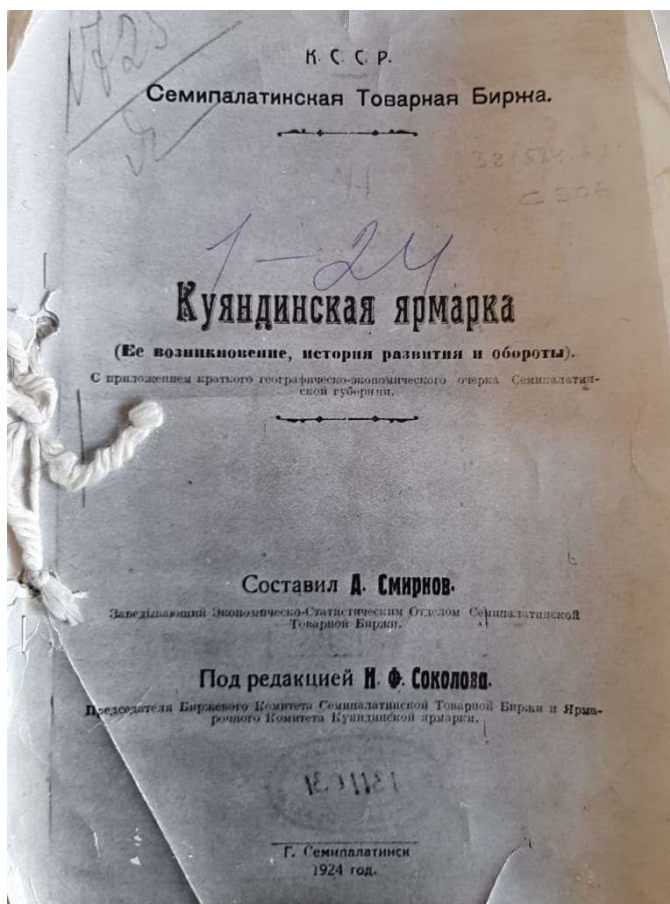 К. С. С. Р.
Семипалатинская Товарная Биржа.
1—24
Куяндинская ярмарка
(Ее возникновение, история развития и обороты).
С приложением краткого географическо-экономического очерка Семипалатин-
ской губернии.
Составил А. Смирнов.
Заведывающий Экономическо-Статистическим Отделом Семипалатинской
Товарной Биржи.
Под редакцией Н. Ф. Соколова.
Председателя Биржевого Комитета Семипалатинской Товарной Биржи и Ярма-
рочного Комитета Куяндинской ярмарки.
Г. Семипалатинск
1924 год.